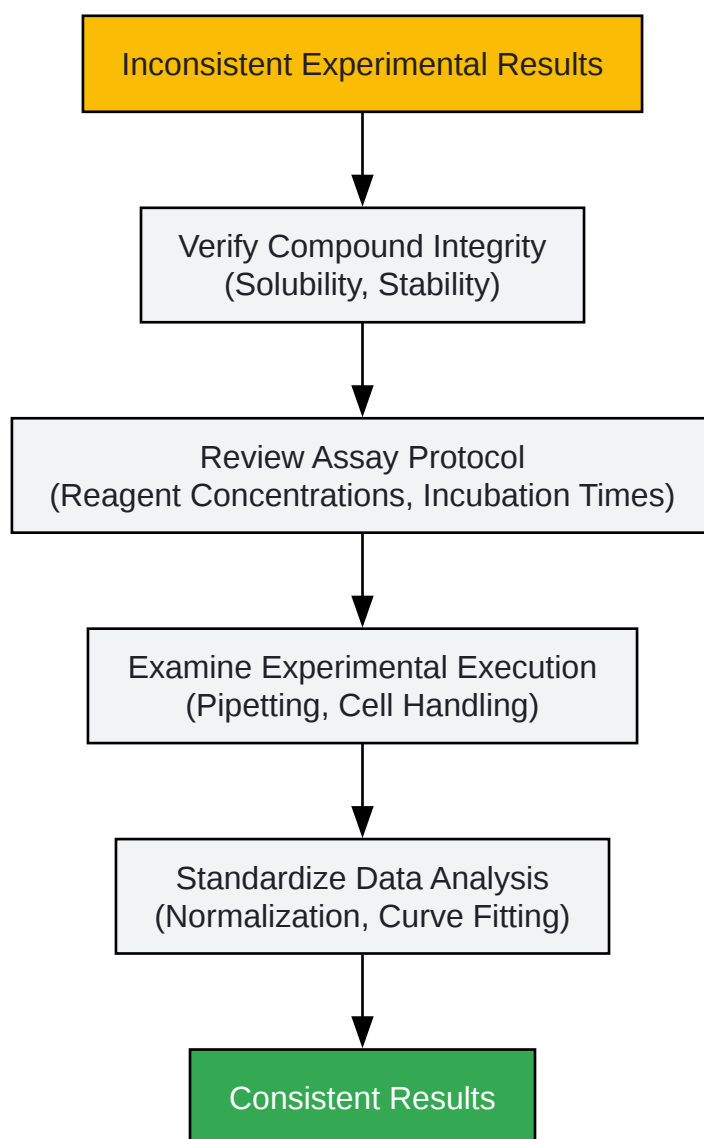 Inconsistent Experimental Results
Verify Compound Integrity
(Solubility, Stability)
Review Assay Protocol
(Reagent Concentrations, Incubation Times)
Examine Experimental Execution
(Pipetting, Cell Handling)
Standardize Data Analysis
(Normalization, Curve Fitting)
Consistent Results